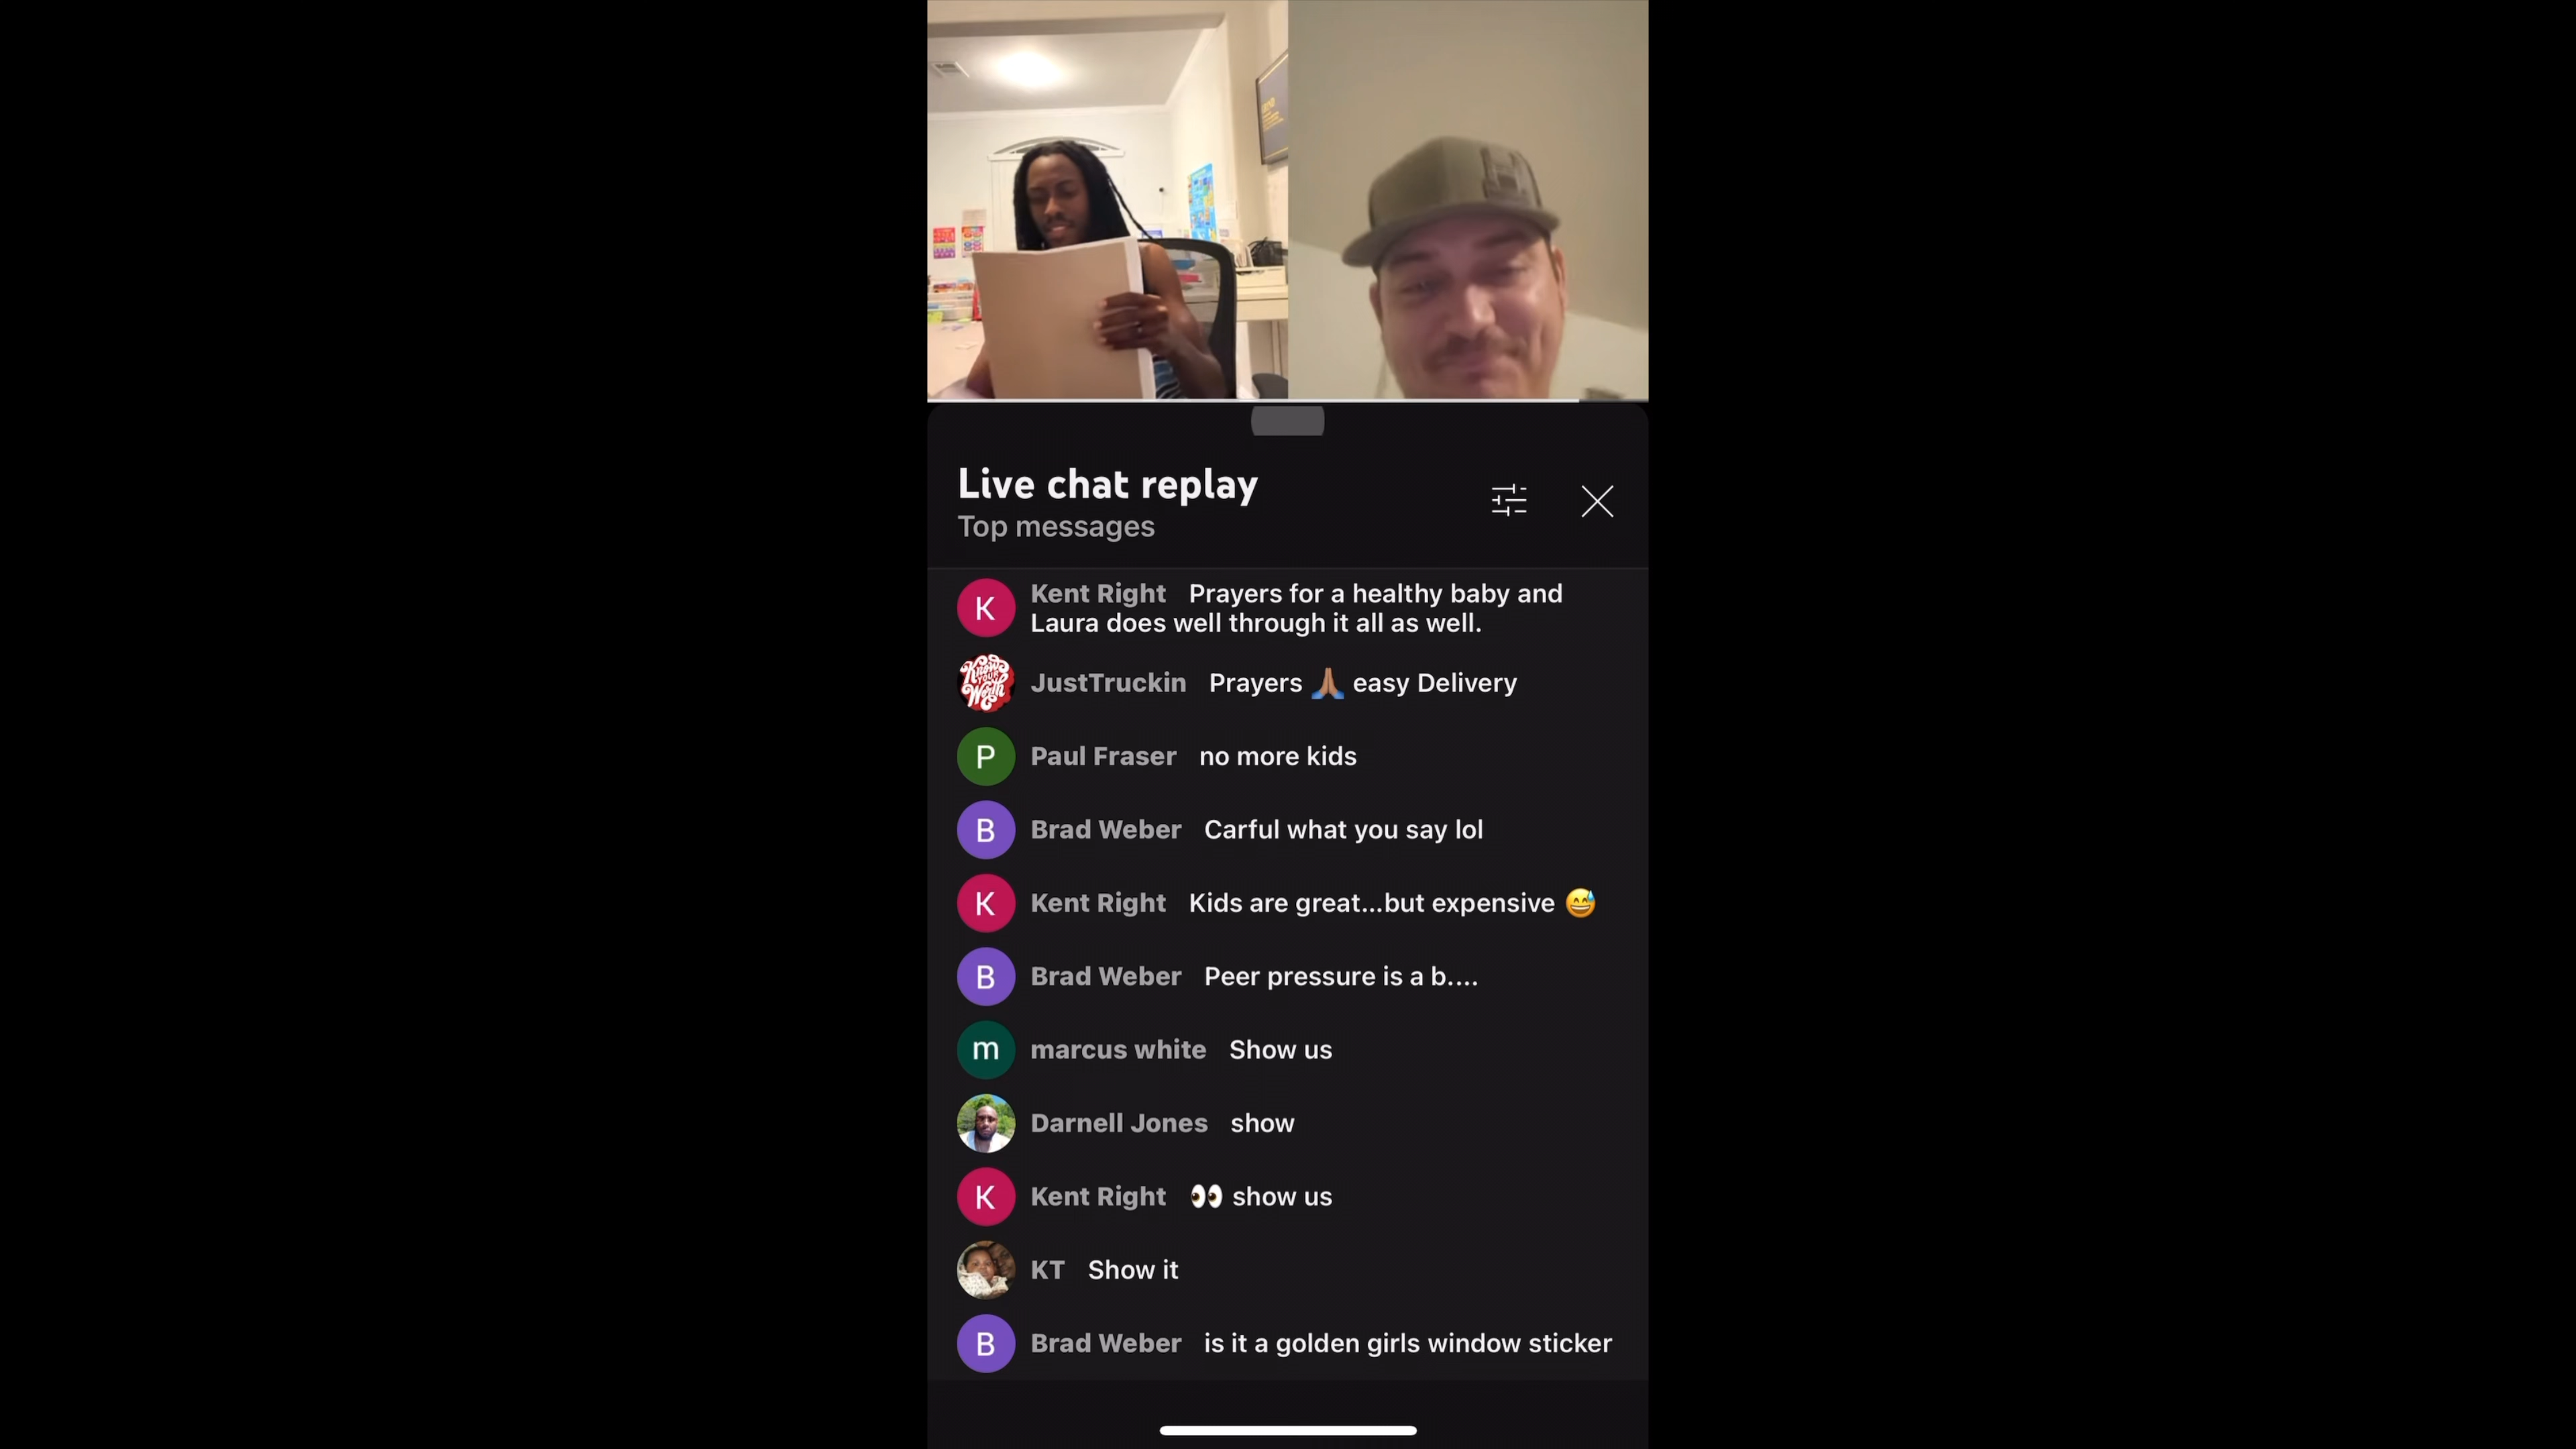 Live chat replay
Top messages
Kent Right Prayers for a healthy baby and
Laura does well through it all as well.
Know
YOUR
Worth
JustTruckin Prayers 🙏🏽 easy Delivery
P
Paul Fraser no more kids
B
Brad Weber Carful what you say lol
K
Kent Right Kids are great...but expensive 😅
B
Brad Weber Peer pressure is a b....
m
marcus white Show us
Darnell Jones show
K
Kent Right 👀 show us
KT Show it
B
Brad Weber is it a golden girls window sticker